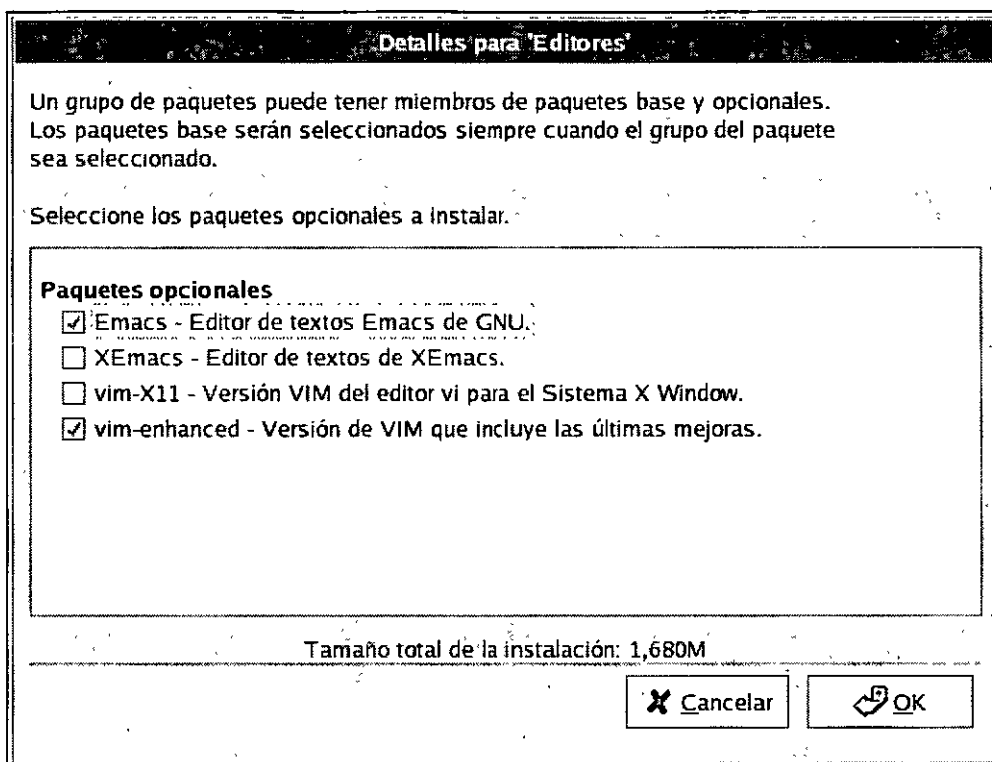 Detalles para 'Editores'
Un grupo de paquetes puede tener miembros de paquetes base y opcionales.
Los paquetes base serán seleccionados siempre cuando el grupo del paquete
sea seleccionado.
Seleccione los paquetes opcionales a instalar.
Paquetes opcionales
Emacs - Editor de textos Emacs de GNU.
XEmacs - Editor de textos de XEmacs.
vim-X11 - Versión VIM del editor vi para el Sistema X Window.
vim-enhanced - Versión de VIM que incluye las últimas mejoras.
Tamaño total de la instalación: 1,680M
Cancelar
OK